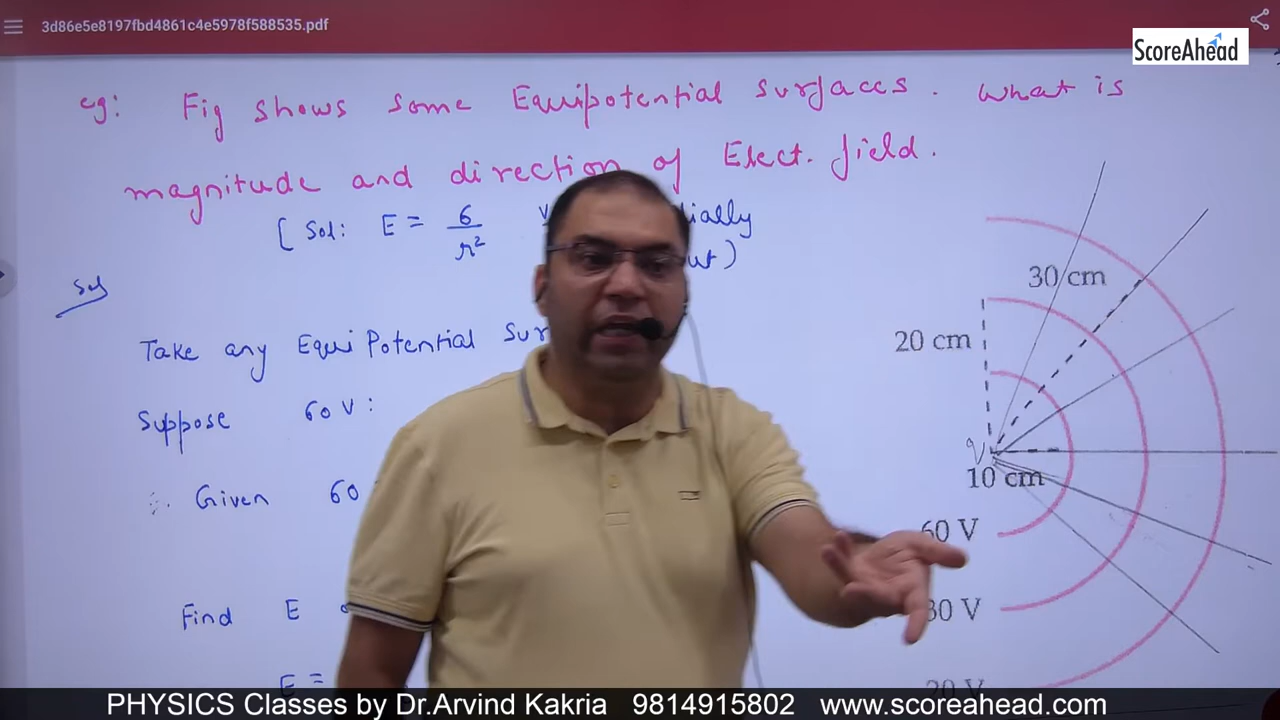 3d86e5e8197fbd4861c4e5978f588535.pdf
ScoreAhead
eg: Fig shows some Equipotential surfaces. What is
magnitude and direction of Elect. field.
[ Sol: E = 6/r²
Sol
Take any Equi Potential
Suppose 60 V:
∴ Given 60
Find E
E =
30 cm
20 cm
q
10 cm
60 V
30 V
20 V
PHYSICS Classes by Dr.Arvind Kakria 9814915802 www.scoreahead.com